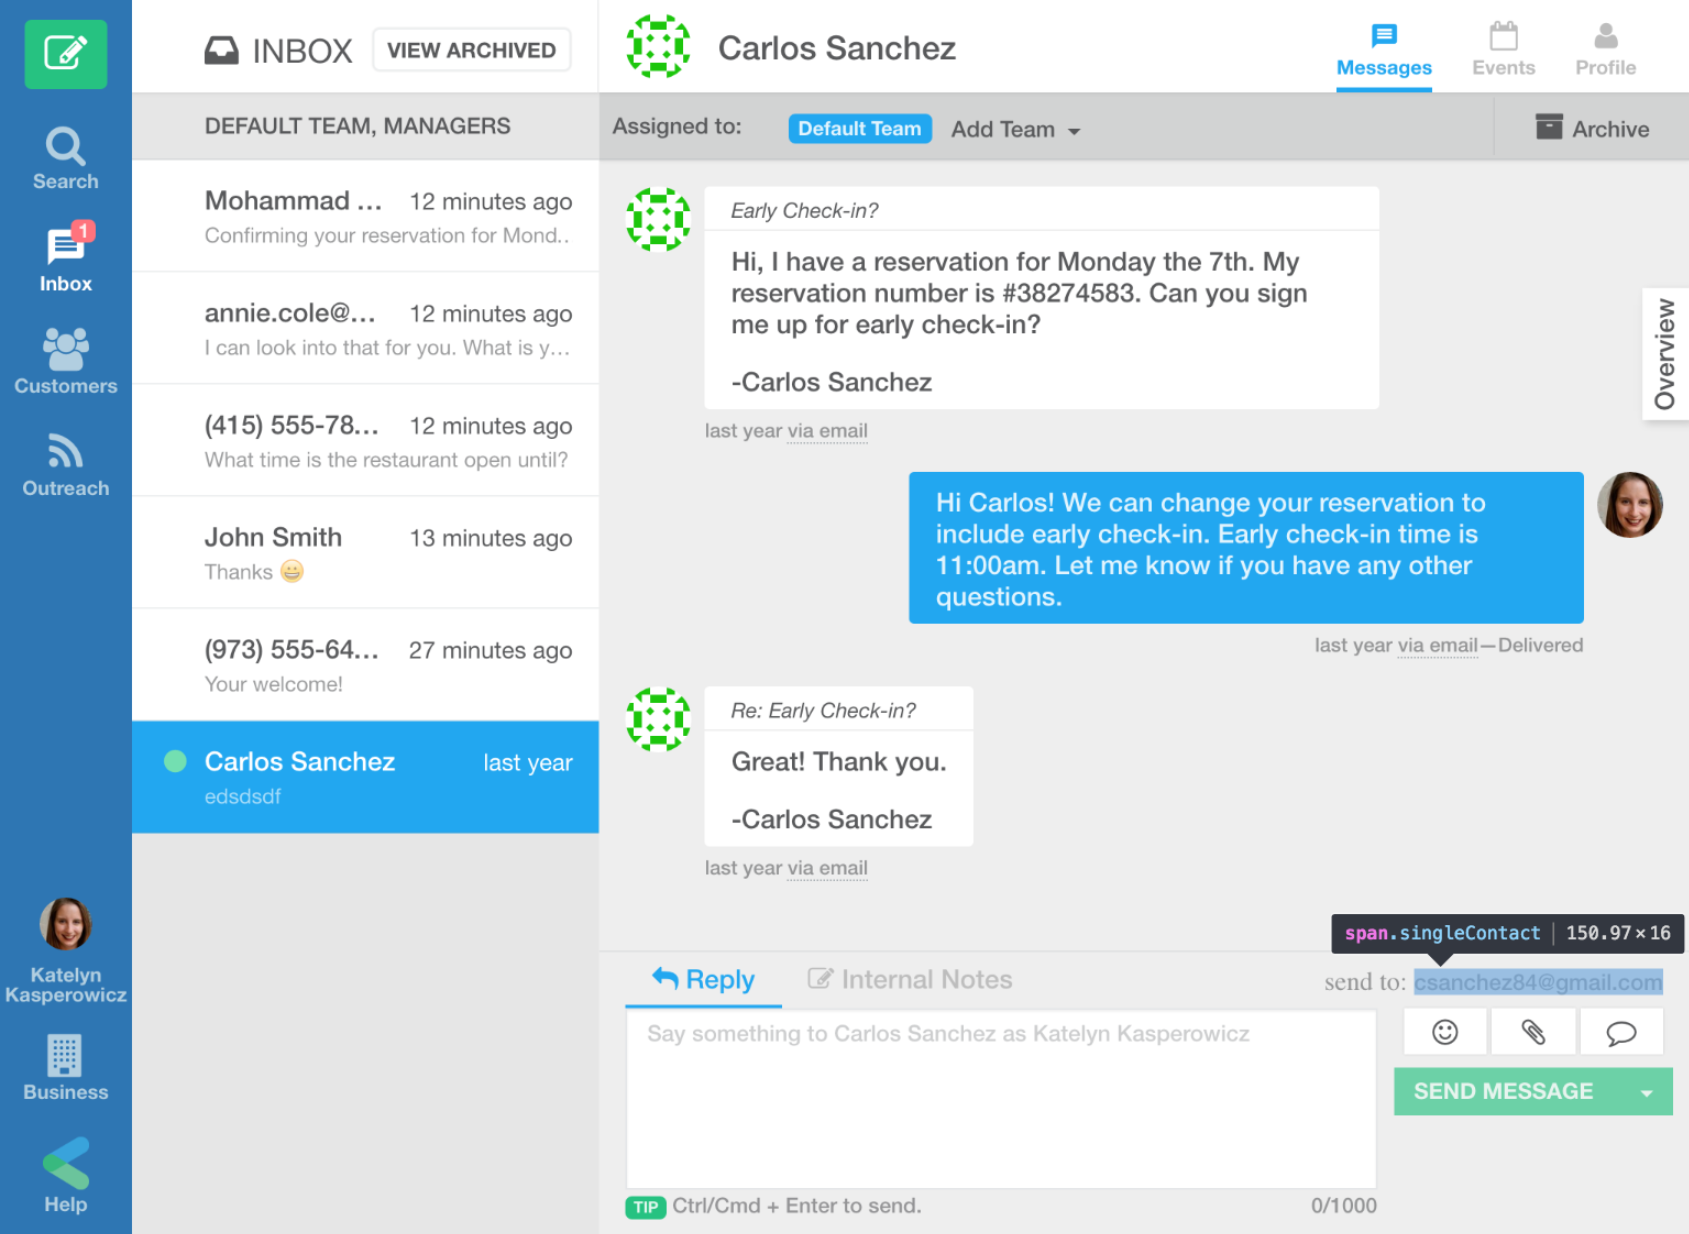 INBOX
VIEW ARCHIVED
Carlos Sanchez
Messages
Events
Profile
Search
1
Inbox
Customers
Outreach
Katelyn
Kasperowicz
Business
Help
DEFAULT TEAM, MANAGERS
Mohammad ... 12 minutes ago
Confirming your reservation for Mond..
annie.cole@... 12 minutes ago
I can look into that for you. What is y...
(415) 555-78... 12 minutes ago
What time is the restaurant open until?
John Smith 13 minutes ago
Thanks 😀
(973) 555-64... 27 minutes ago
Your welcome!
Carlos Sanchez last year
edsdsdf
Assigned to: Default Team Add Team
Archive
Early Check-in?
Hi, I have a reservation for Monday the 7th. My
reservation number is #38274583. Can you sign
me up for early check-in?
-Carlos Sanchez
last year via email
Overview
Hi Carlos! We can change your reservation to
include early check-in. Early check-in time is
11:00am. Let me know if you have any other
questions.
last year via email—Delivered
Re: Early Check-in?
Great! Thank you.
-Carlos Sanchez
last year via email
span.singleContact | 150.97 × 16
Reply
Internal Notes
send to: csanchez84@gmail.com
Say something to Carlos Sanchez as Katelyn Kasperowicz
SEND MESSAGE
TIP Ctrl/Cmd + Enter to send.
0/1000